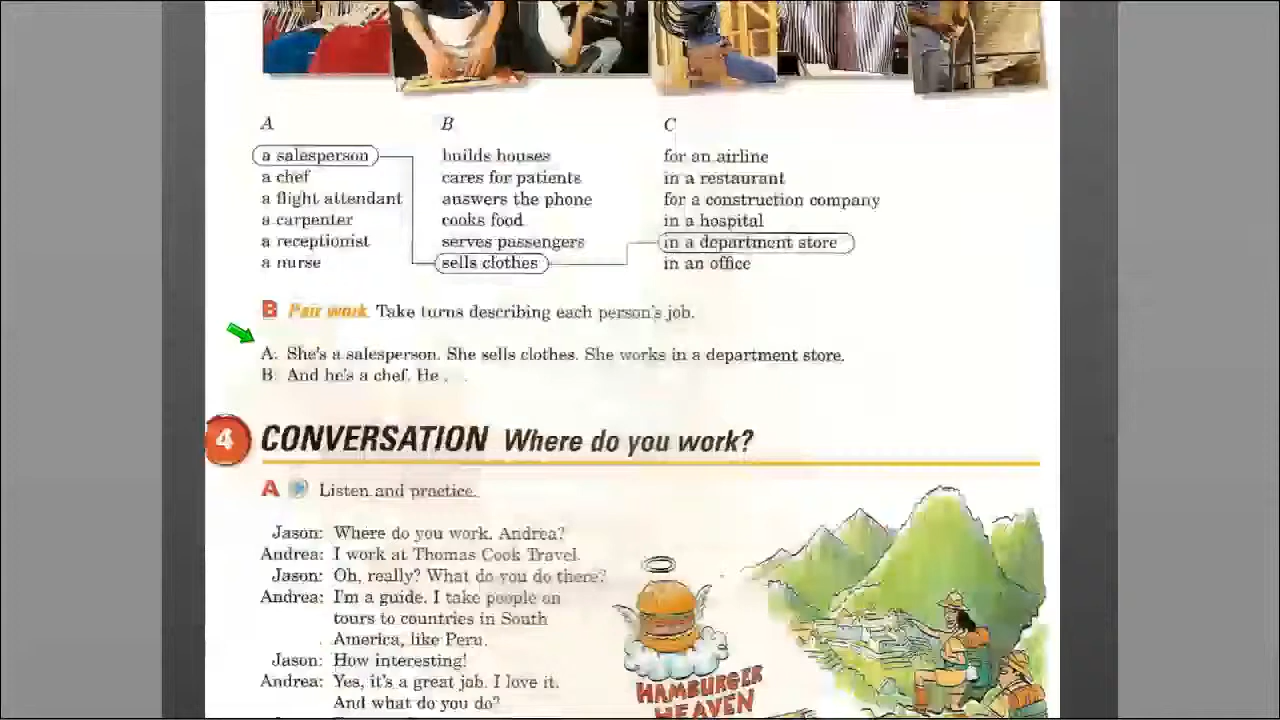 A B C
a salesperson builds houses for an airline
a chef cares for patients in a restaurant
a flight attendant answers the phone for a construction company
a carpenter cooks food in a hospital
a receptionist serves passengers in a department store
a nurse sells clothes in an office
B Pair work Take turns describing each person's job.
A: She's a salesperson. She sells clothes. She works in a department store.
B: And he's a chef. He . .
4 CONVERSATION Where do you work?
A Listen and practice.
Jason: Where do you work, Andrea?
Andrea: I work at Thomas Cook Travel.
Jason: Oh, really? What do you do there?
Andrea: I'm a guide. I take people on
tours to countries in South
America, like Peru.
Jason: How interesting!
Andrea: Yes, it's a great job. I love it.
And what do you do?
HAMBURGER
HEAVEN